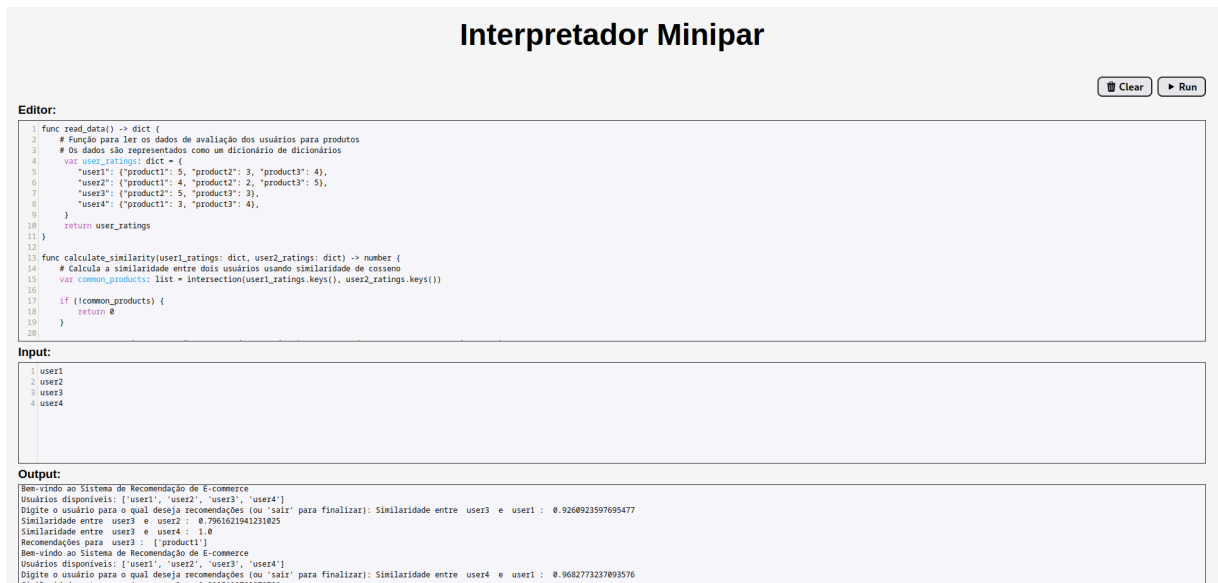 Interpretador Minipar
Clear Run
Editor:
1 func read_data() -> dict {
2 # Função para ler os dados de avaliação dos usuários para produtos
3 # Os dados são representados como um dicionário de dicionários
4 var user_ratings: dict = {
5 "user1": {"product1": 5, "product2": 3, "product3": 4},
6 "user2": {"product1": 4, "product2": 2, "product3": 5},
7 "user3": {"product2": 5, "product3": 3},
8 "user4": {"product1": 3, "product3": 4},
9 }
10 return user_ratings
11 }
12
13 func calculate_similarity(user1_ratings: dict, user2_ratings: dict) -> number {
14 # Calcula a similaridade entre dois usuários usando similaridade de cosseno
15 var common_products: list = intersection(user1_ratings.keys(), user2_ratings.keys())
16
17 if (!common_products) {
18 return 0
19 }
20
Input:
1 user1
2 user2
3 user3
4 user4
Output:
Bem-vindo ao Sistema de Recomendação de E-commerce
Usuários disponíveis: ['user1', 'user2', 'user3', 'user4']
Digite o usuário para o qual deseja recomendações (ou 'sair' para finalizar): Similaridade entre user3 e user1 : 0.9260923597695477
Similaridade entre user3 e user2 : 0.7961621941231025
Similaridade entre user3 e user4 : 1.0
Recomendações para user3 : ['product1']
Bem-vindo ao Sistema de Recomendação de E-commerce
Usuários disponíveis: ['user1', 'user2', 'user3', 'user4']
Digite o usuário para o qual deseja recomendações (ou 'sair' para finalizar): Similaridade entre user4 e user1 : 0.9682773237093576